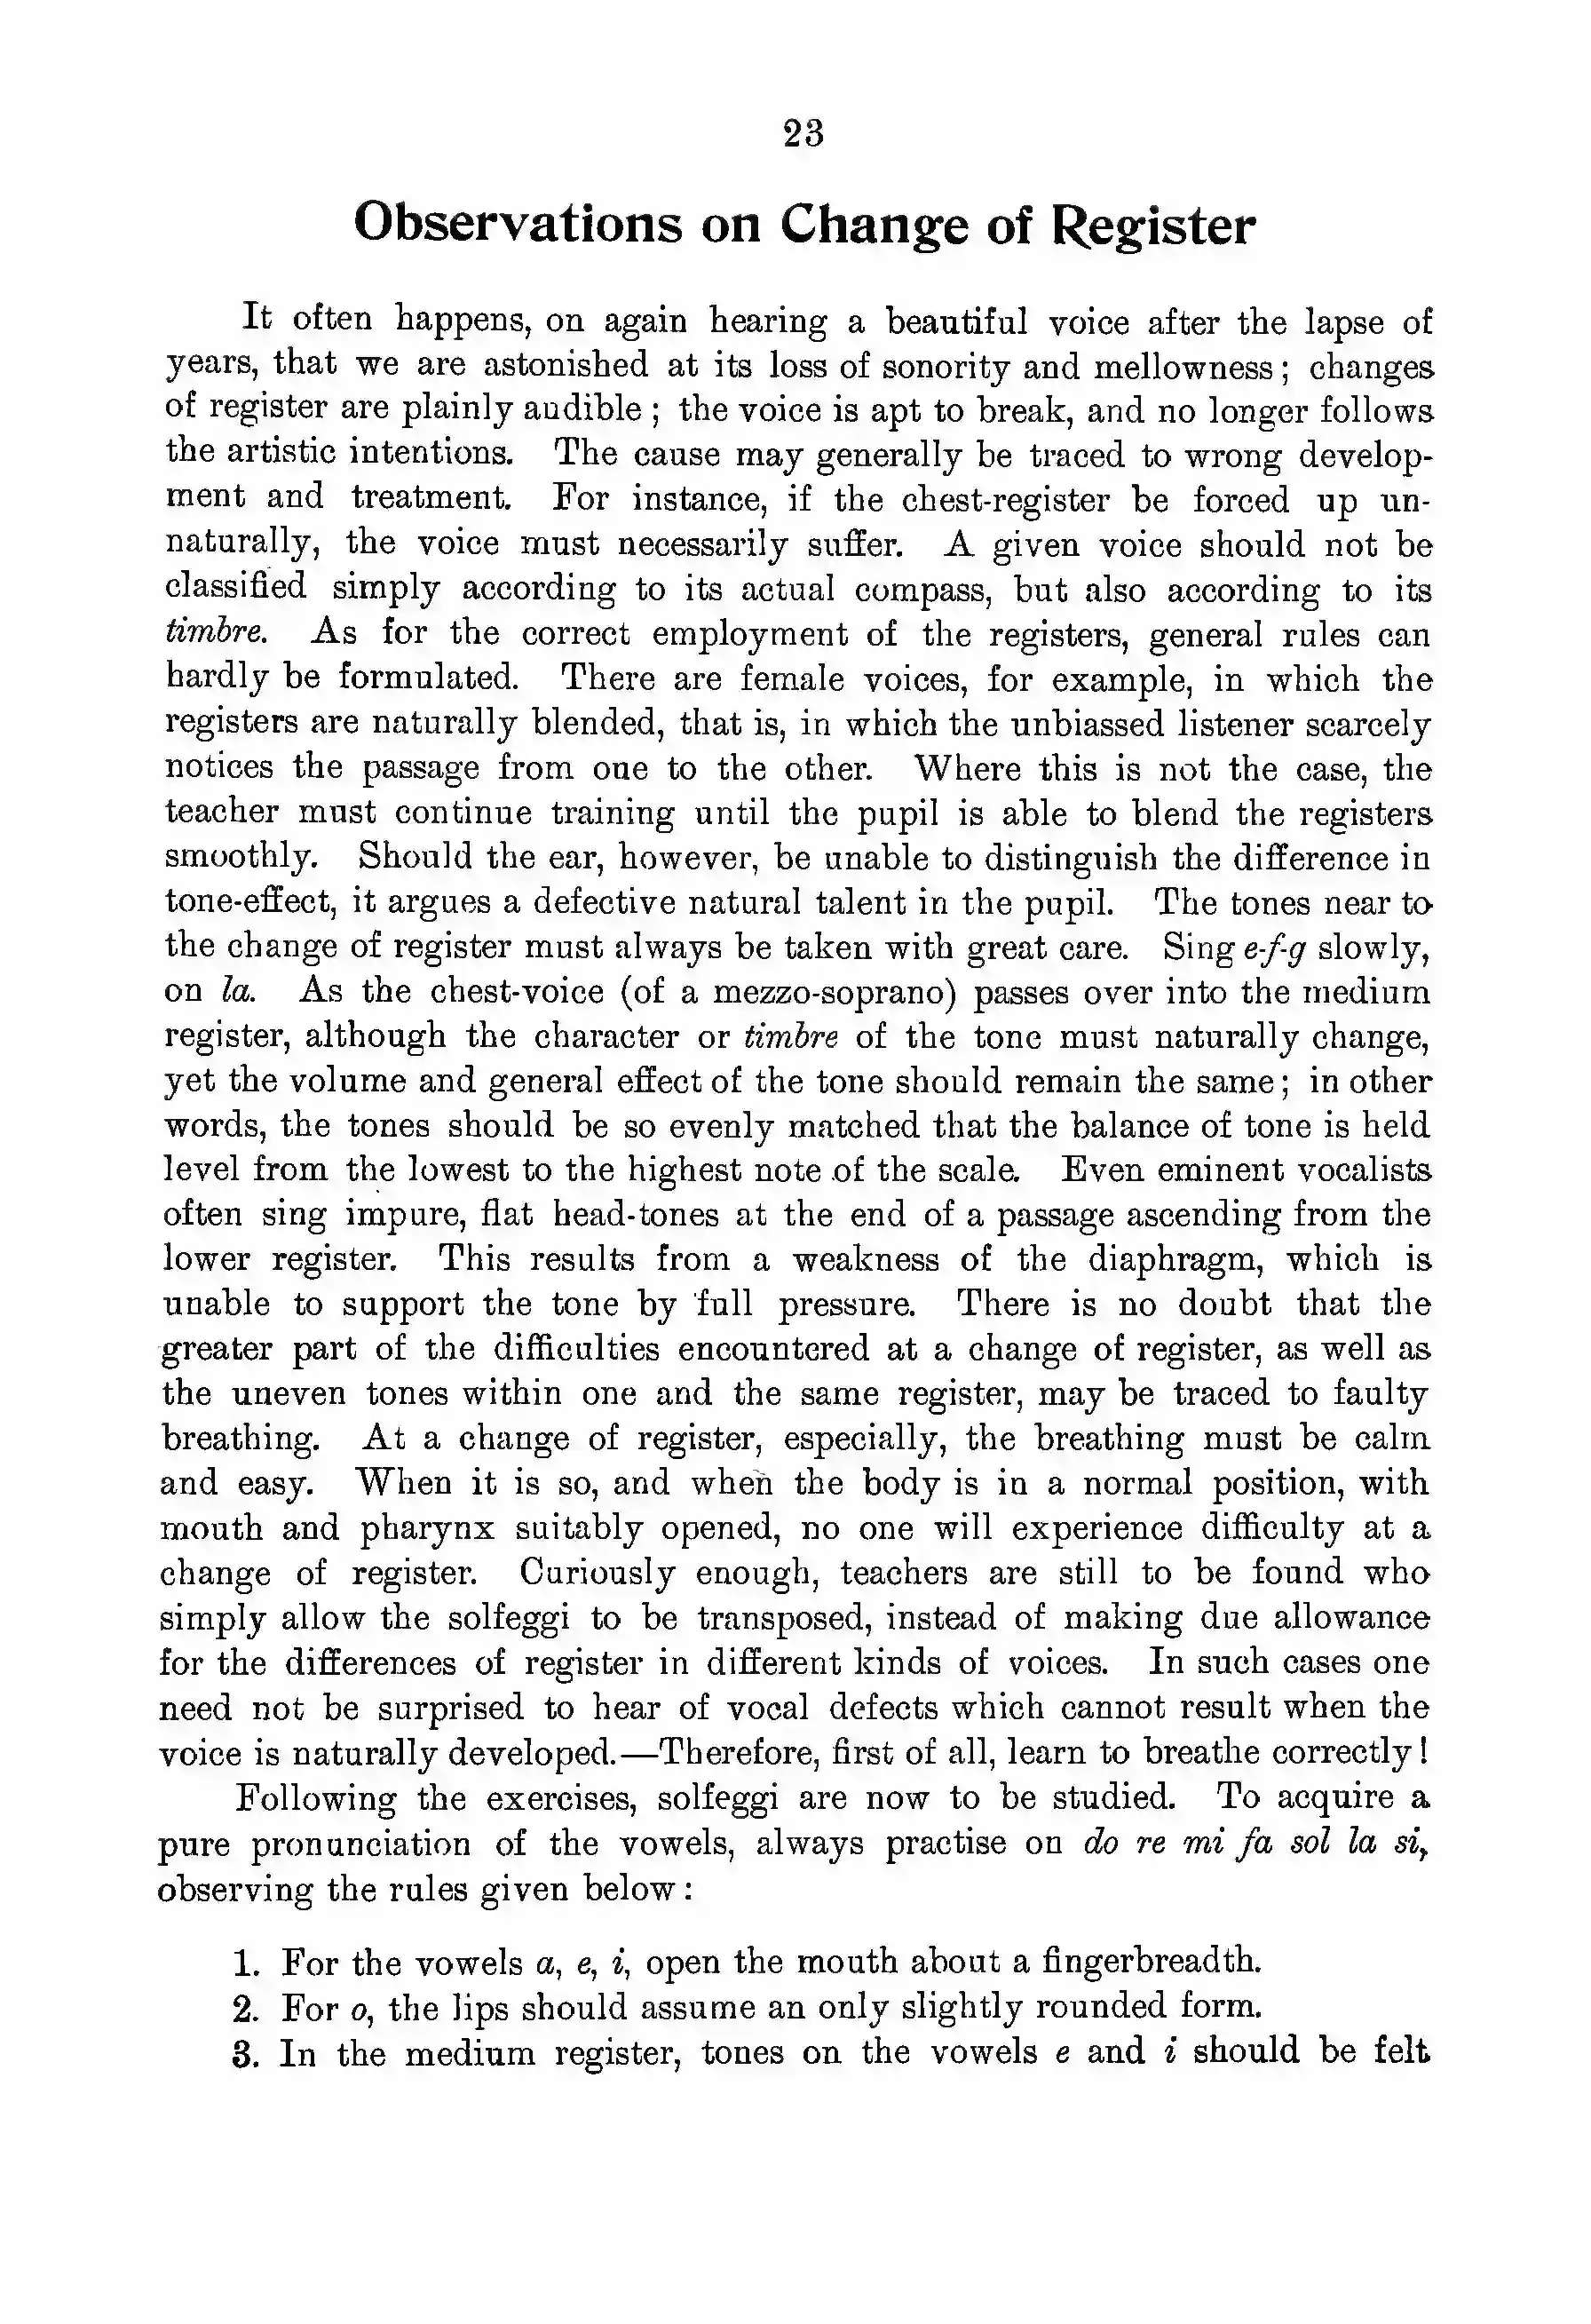 23
Observations on Change of Register
It often happens, on again hearing a beautiful voice after the lapse of
years, that we are astonished at its loss of sonority and mellowness; changes
of register are plainly audible; the voice is apt to break, and no longer follows
the artistic intentions. The cause may generally be traced to wrong develop-
ment and treatment. For instance, if the chest-register be forced up un-
naturally, the voice must necessarily suffer. A given voice should not be
classified simply according to its actual compass, but also according to its
timbre. As for the correct employment of the registers, general rules can
hardly be formulated. There are female voices, for example, in which the
registers are naturally blended, that is, in which the unbiassed listener scarcely
notices the passage from one to the other. Where this is not the case, the
teacher must continue training until the pupil is able to blend the registers
smoothly. Should the ear, however, be unable to distinguish the difference in
tone-effect, it argues a defective natural talent in the pupil. The tones near to
the change of register must always be taken with great care. Sing e-f-g slowly,
on la. As the chest-voice (of a mezzo-soprano) passes over into the medium
register, although the character or timbre of the tone must naturally change,
yet the volume and general effect of the tone should remain the same; in other
words, the tones should be so evenly matched that the balance of tone is held
level from the lowest to the highest note of the scale. Even eminent vocalists
often sing impure, flat head-tones at the end of a passage ascending from the
lower register. This results from a weakness of the diaphragm, which is
unable to support the tone by full pressure. There is no doubt that the
greater part of the difficulties encountered at a change of register, as well as
the uneven tones within one and the same register, may be traced to faulty
breathing. At a change of register, especially, the breathing must be calm
and easy. When it is so, and when the body is in a normal position, with
mouth and pharynx suitably opened, no one will experience difficulty at a
change of register. Curiously enough, teachers are still to be found who
simply allow the solfeggi to be transposed, instead of making due allowance
for the differences of register in different kinds of voices. In such cases one
need not be surprised to hear of vocal defects which cannot result when the
voice is naturally developed.—Therefore, first of all, learn to breathe correctly!
Following the exercises, solfeggi are now to be studied. To acquire a
pure pronunciation of the vowels, always practise on do re mi fa sol la si,
observing the rules given below:
1. For the vowels a, e, i, open the mouth about a fingerbreadth.
2. For o, the lips should assume an only slightly rounded form.
3. In the medium register, tones on the vowels e and i should be felt